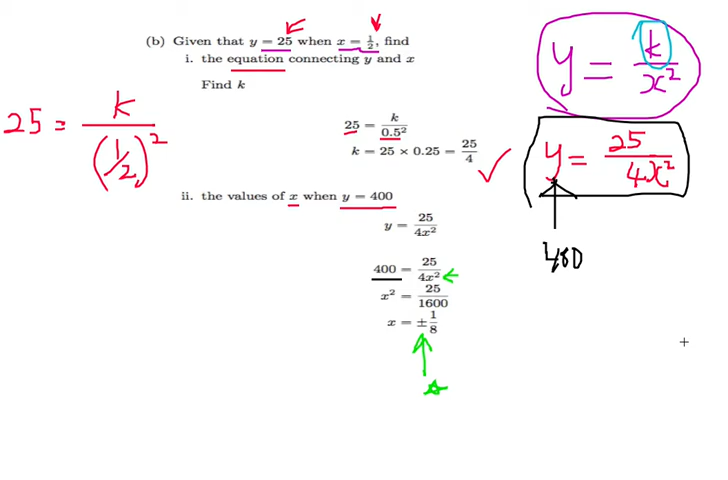 (b) Given that y = 25 when x = 1/2, find
i. the equation connecting y and x
Find k
25 = k/0.5²
k = 25 × 0.25 = 25/4
ii. the values of x when y = 400
y = 25/4x²
400 = 25/4x²
x² = 25/1600
x = ± 1/8
25 = k/(1/2)²
y = k/x²
y = 25/4x²
400